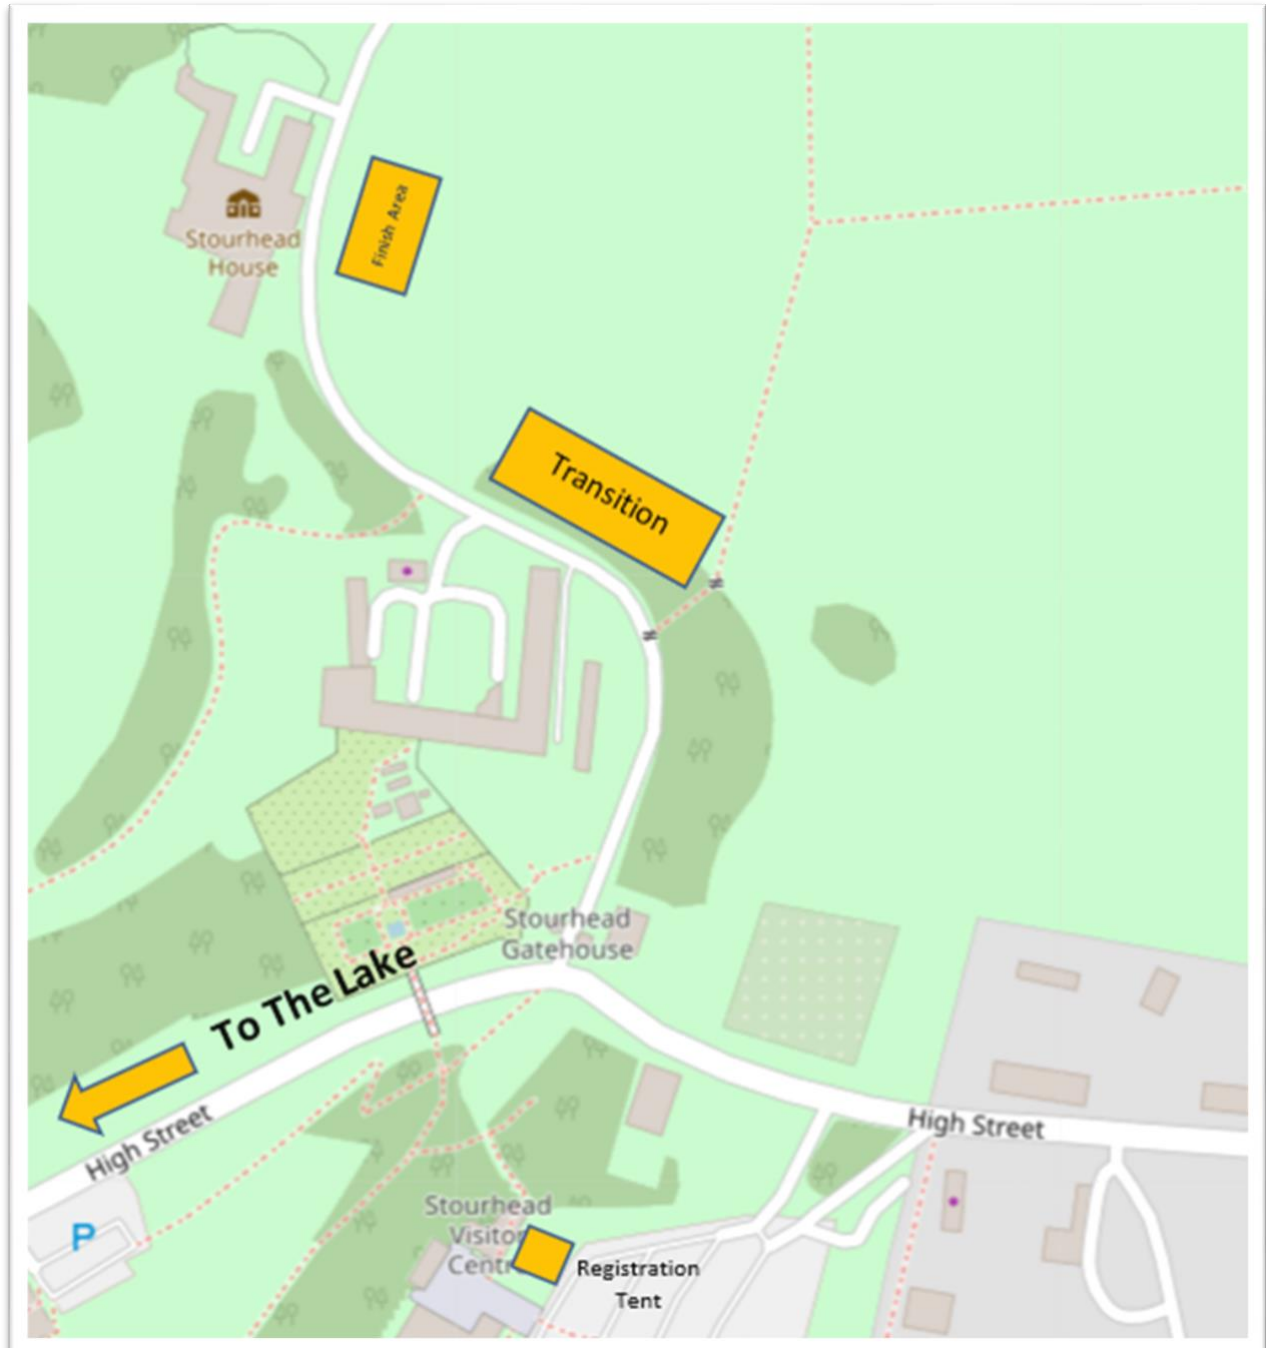 Finish Area
Stourhead
House
Transition
Stourhead
Gatehouse
To The Lake
High Street
High Street
P
Stourhead
Visitor
Centre
Registration
Tent